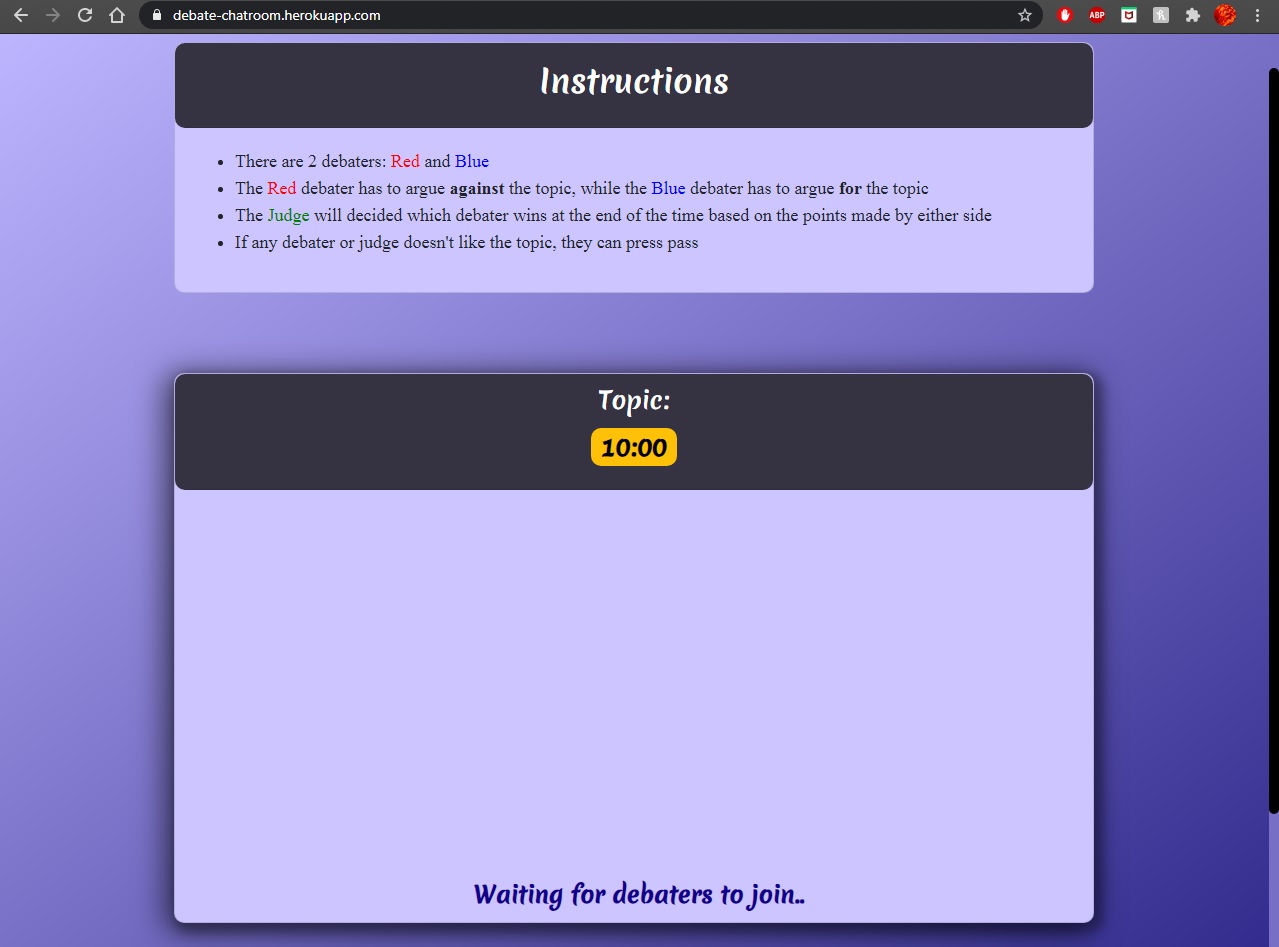 debate-chatroom.herokuapp.com
ABP
Instructions
There are 2 debaters: Red and Blue
The Red debater has to argue against the topic, while the Blue debater has to argue for the topic
The Judge will decided which debater wins at the end of the time based on the points made by either side
If any debater or judge doesn't like the topic, they can press pass
Topic:
10:00
Waiting for debaters to join..